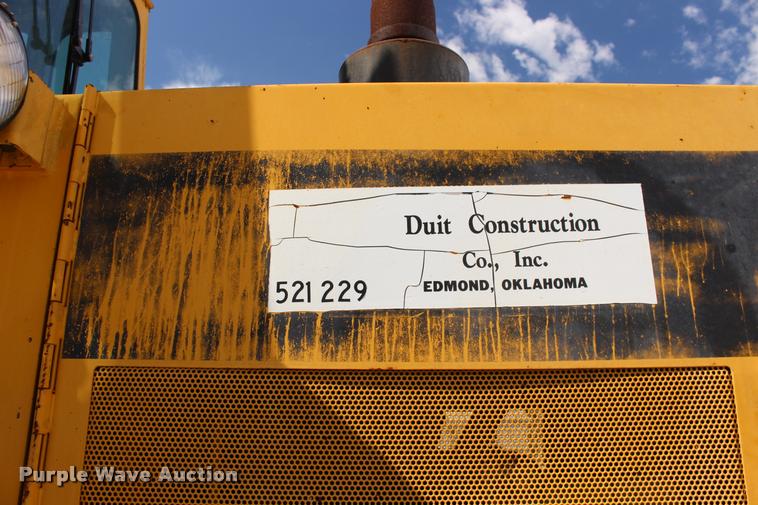 Duit Construction
Co., Inc.
521 229
EDMOND, OKLAHOMA
Purple Wave Auction